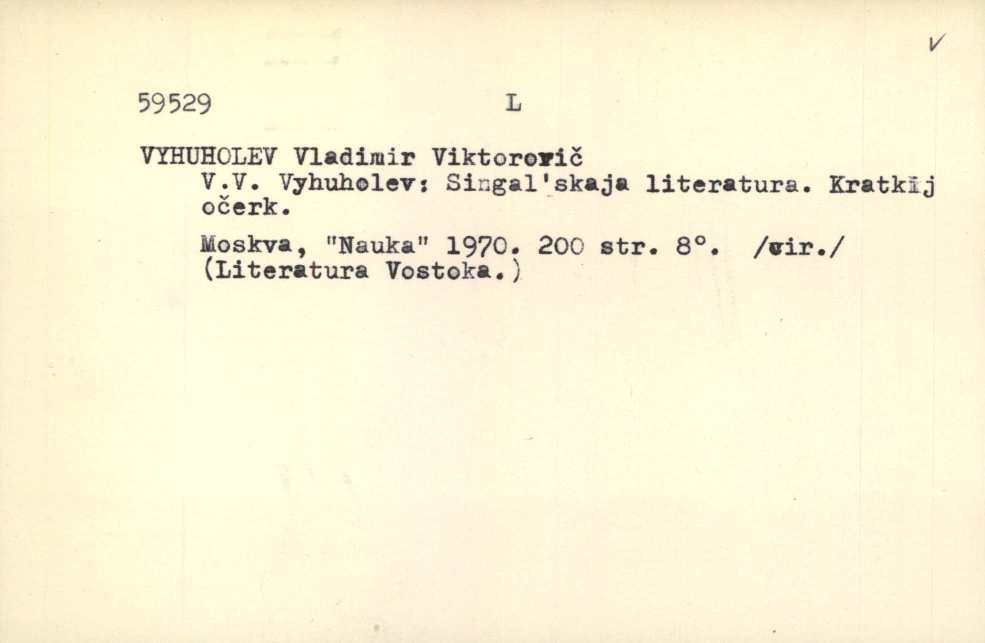 59529 L
VYHUHOLEV Vladimir Viktorovič
V.V. Vyhuholev: Singal'skaja literatura. Kratkij
očerk.
Moskva, "Nauka" 1970. 200 str. 8°. /cir./
(Literatura Vostoka.)